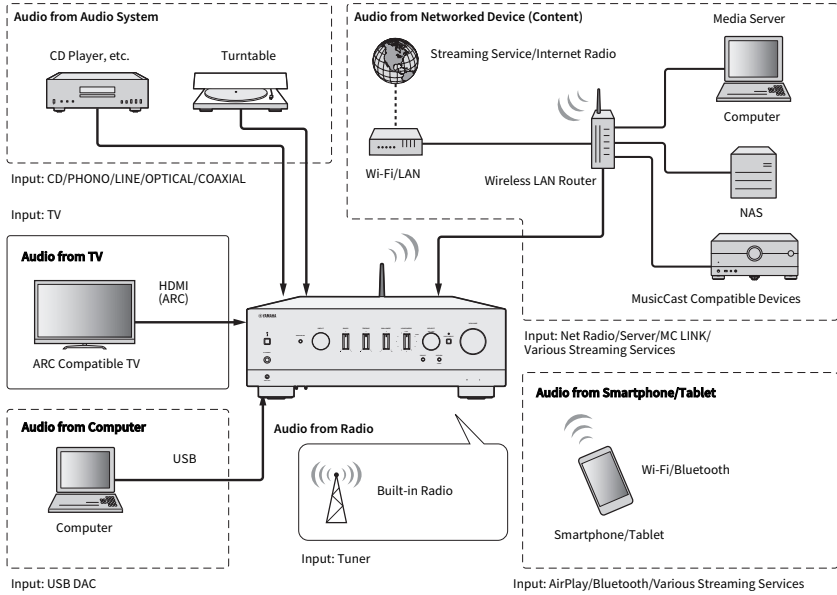 Audio from Audio System
CD Player, etc.
Turntable
Input: CD/PHONO/LINE/OPTICAL/COAXIAL
Audio from Networked Device (Content)
Streaming Service/Internet Radio
Wi-Fi/LAN
Wireless LAN Router
Media Server
Computer
NAS
MusicCast Compatible Devices
Input: Net Radio/Server/MC LINK/
Various Streaming Services
Input: TV
Audio from TV
HDMI
(ARC)
ARC Compatible TV
YAMAHA
Audio from Computer
USB
Computer
Input: USB DAC
Audio from Radio
Built-in Radio
Input: Tuner
Audio from Smartphone/Tablet
Wi-Fi/Bluetooth
Smartphone/Tablet
Input: AirPlay/Bluetooth/Various Streaming Services